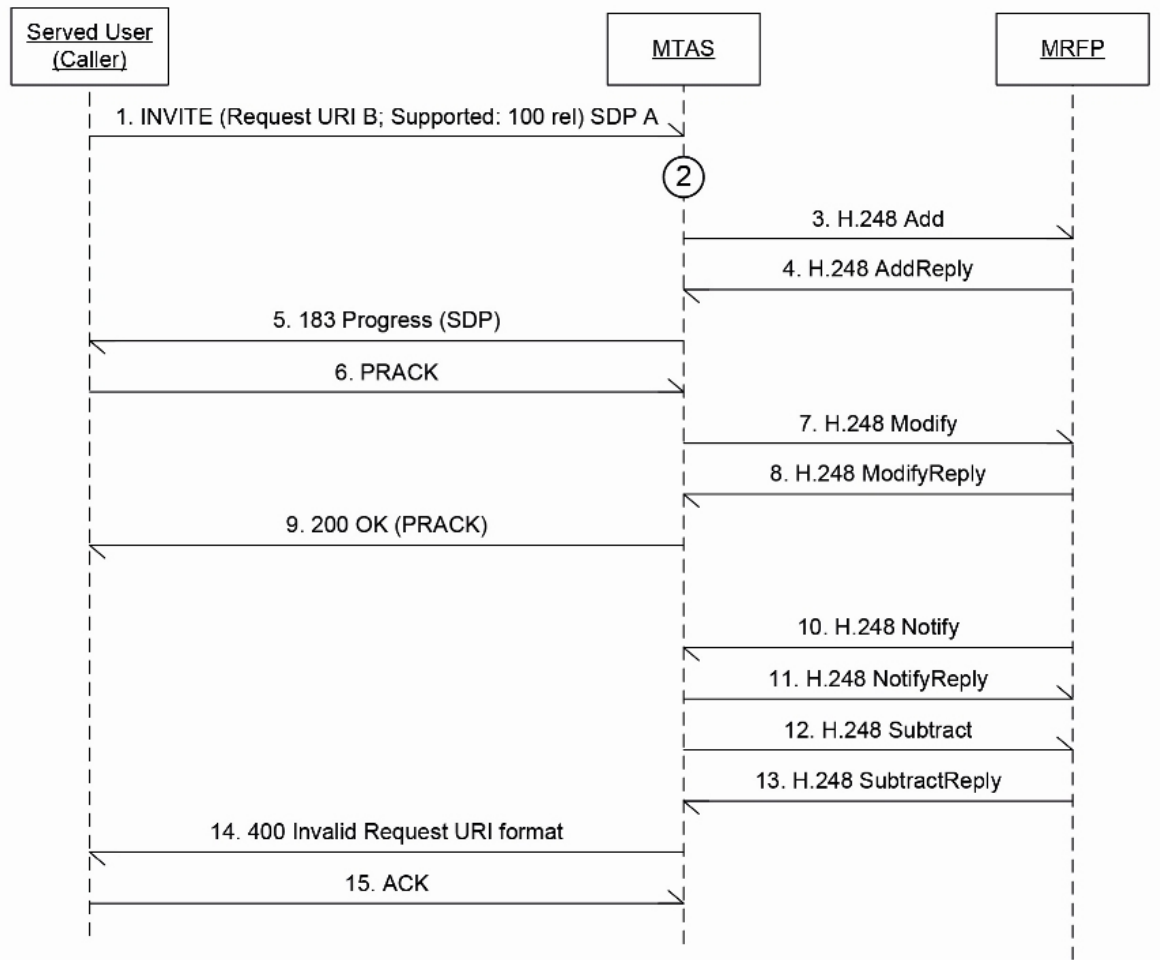 Served User
(Caller)
MTAS
MRFP
1. INVITE (Request URI B; Supported: 100 rel) SDP A
2
3. H.248 Add
4. H.248 AddReply
5. 183 Progress (SDP)
6. PRACK
7. H.248 Modify
8. H.248 ModifyReply
9. 200 OK (PRACK)
10. H.248 Notify
11. H.248 NotifyReply
12. H.248 Subtract
13. H.248 SubtractReply
14. 400 Invalid Request URI format
15. ACK